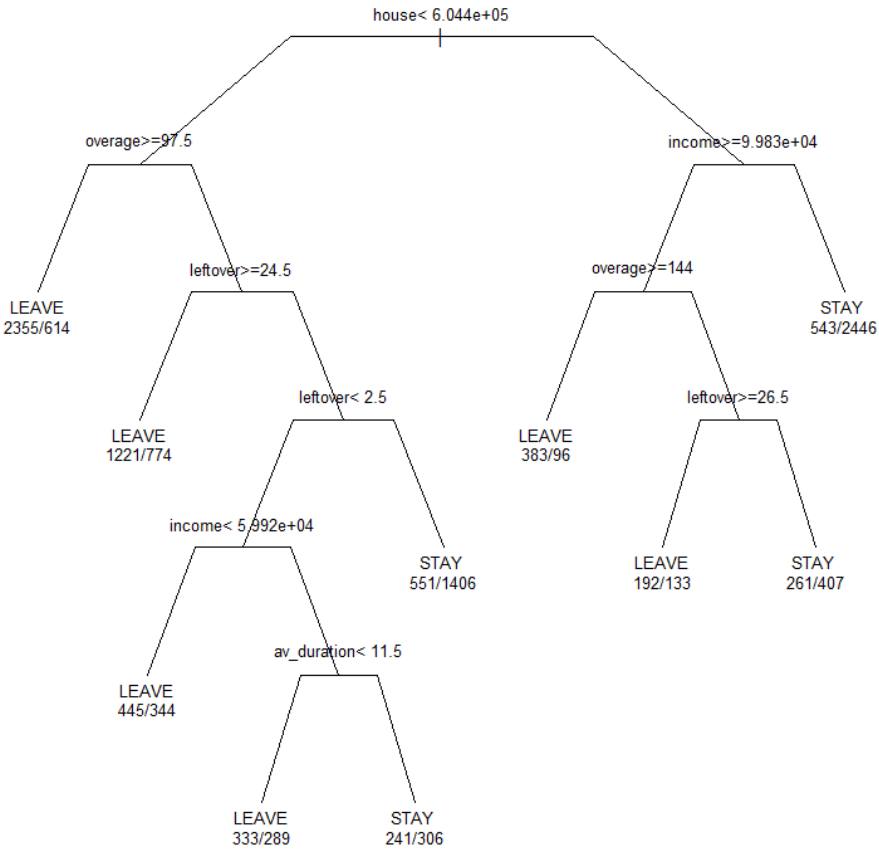 house< 6.044e+05
overage>=97.5
income>=9.983e+04
leftover>=24.5
overage>=144
LEAVE
2355/614
STAY
543/2446
leftover< 2.5
leftover>=26.5
LEAVE
1221/774
LEAVE
383/96
income< 5.992e+04
STAY
551/1406
LEAVE
192/133
STAY
261/407
av_duration< 11.5
LEAVE
445/344
LEAVE
333/289
STAY
241/306